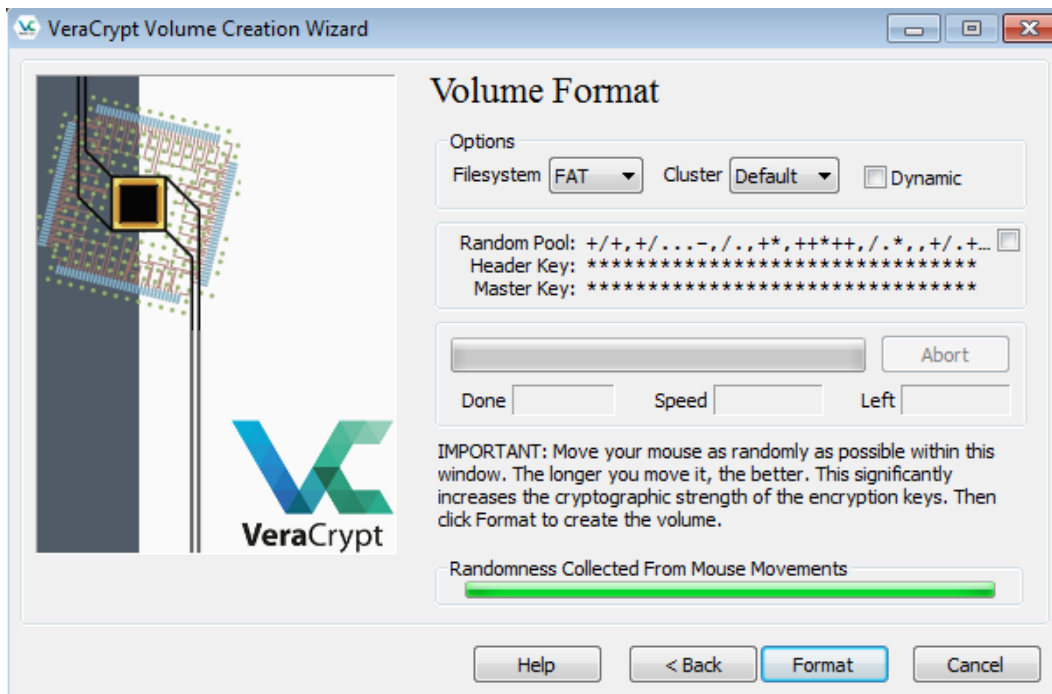 VeraCrypt Volume Creation Wizard
Volume Format
Options
Filesystem FAT Cluster Default Dynamic
Random Pool: +/+,+/...-,/.,+*,++*++,/.*,,+/.+...
Header Key: ********************************
Master Key: ********************************
Abort
Done Speed Left
IMPORTANT: Move your mouse as randomly as possible within this
window. The longer you move it, the better. This significantly
increases the cryptographic strength of the encryption keys. Then
click Format to create the volume.
VeraCrypt
Randomness Collected From Mouse Movements
Help < Back Format Cancel